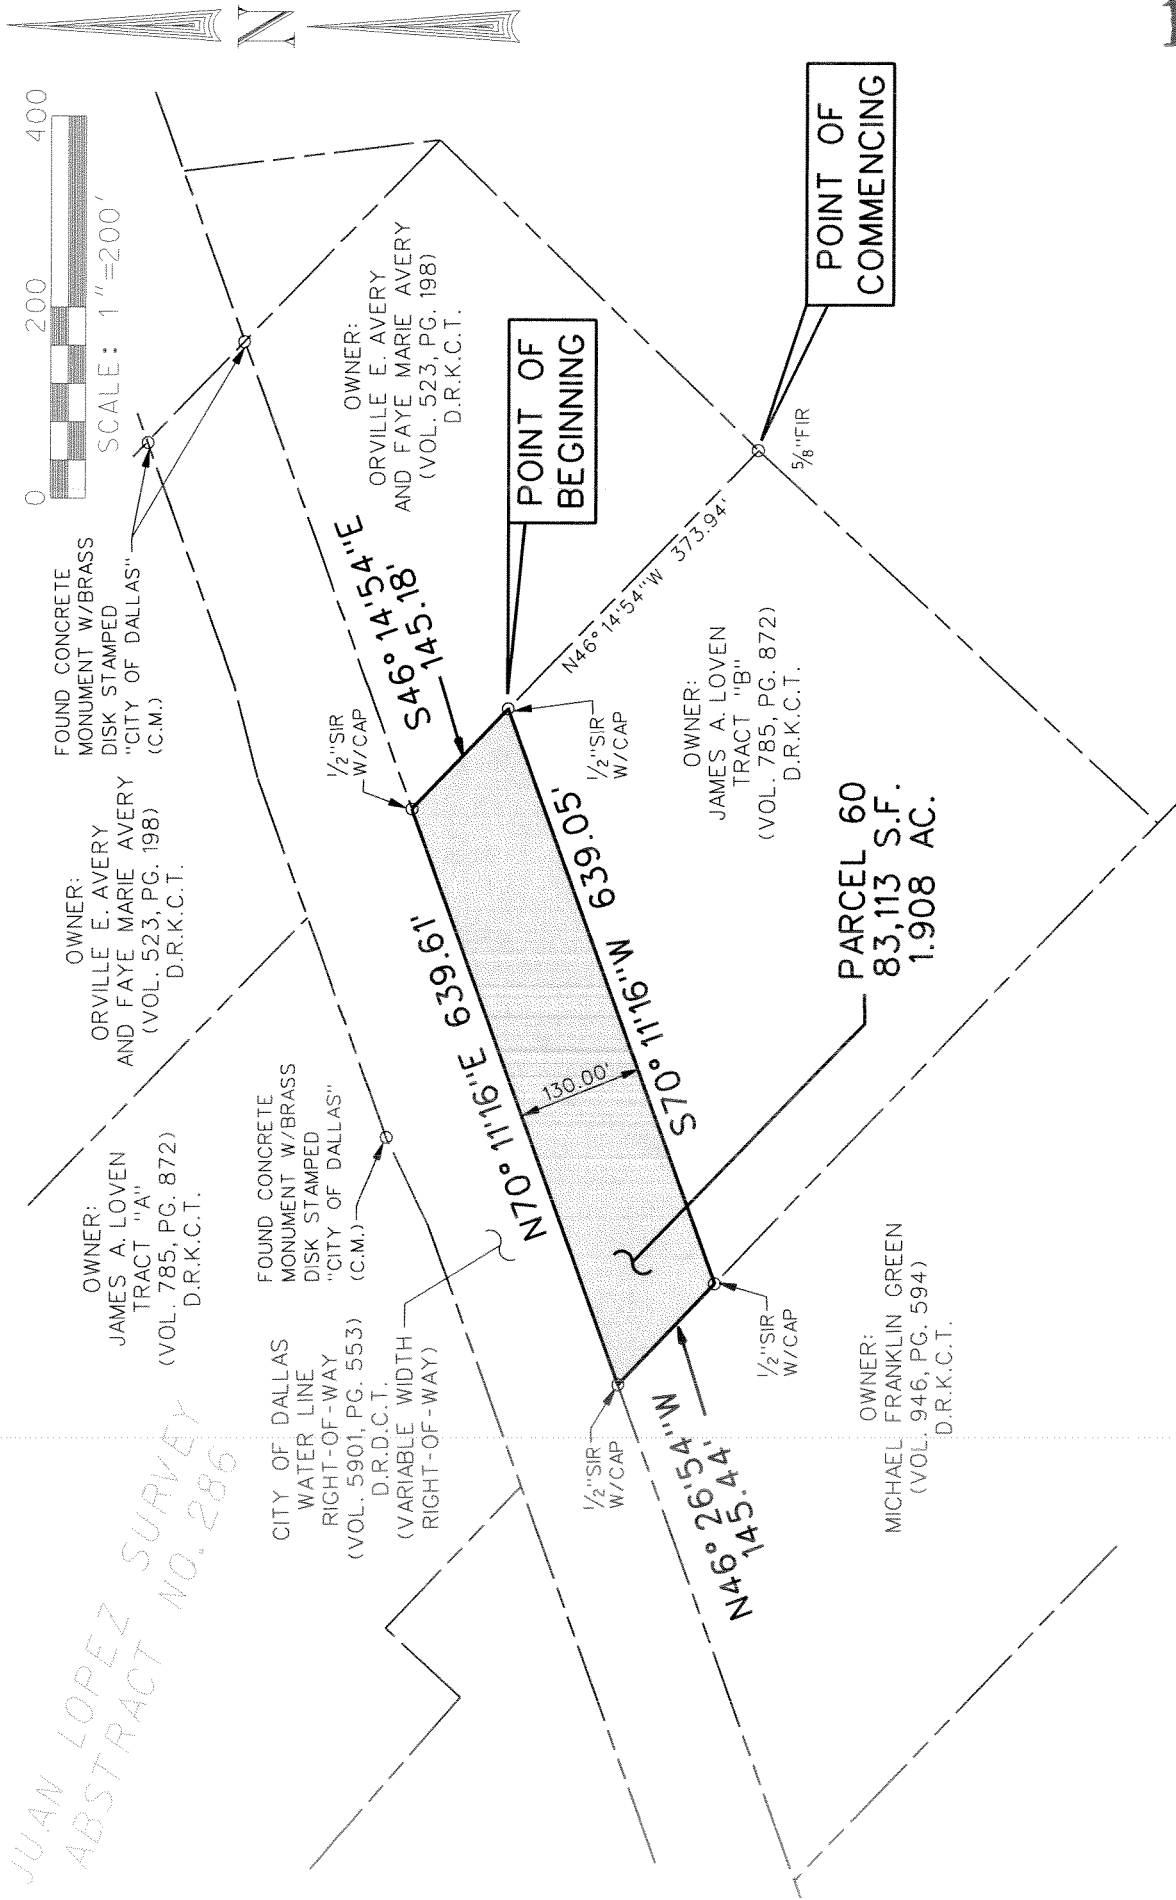 N
0 200 400
SCALE: 1"=200'
FOUND CONCRETE
MONUMENT W/BRASS
DISK STAMPED
"CITY OF DALLAS"
(C.M.)
OWNER:
ORVILLE E. AVERY
AND FAYE MARIE AVERY
(VOL. 523, PG. 198)
D.R.K.C.T.
OWNER:
JAMES A. LOVEN
TRACT "A"
(VOL. 785, PG. 872)
D.R.K.C.T.
FOUND CONCRETE
MONUMENT W/BRASS
DISK STAMPED
"CITY OF DALLAS"
(C.M.)
JUAN LOPEZ SURVEY
ABSTRACT NO. 286
CITY OF DALLAS
WATER LINE
RIGHT-OF-WAY
(VOL. 5901, PG. 553)
D.R.D.C.T.
(VARIABLE WIDTH
RIGHT-OF-WAY)
OWNER:
ORVILLE E. AVERY
AND FAYE MARIE AVERY
(VOL. 523, PG. 198)
D.R.K.C.T.
1/2"SIR
W/CAP
S46° 14'54"E
145.18'
POINT OF
BEGINNING
N70° 11'16"E 639.61'
130.00'
S70° 11'16"W 639.05'
1/2"SIR
W/CAP
N46° 14'54"W 373.94'
5/8"FIR
POINT OF
COMMENCING
OWNER:
JAMES A. LOVEN
TRACT "B"
(VOL. 785, PG. 872)
D.R.K.C.T.
PARCEL 60
83,113 S.F.
1.908 AC.
1/2"SIR
W/CAP
N46° 26'54"W
145.44'
1/2"SIR
W/CAP
OWNER:
MICHAEL FRANKLIN GREEN
(VOL. 946, PG. 594)
D.R.K.C.T.